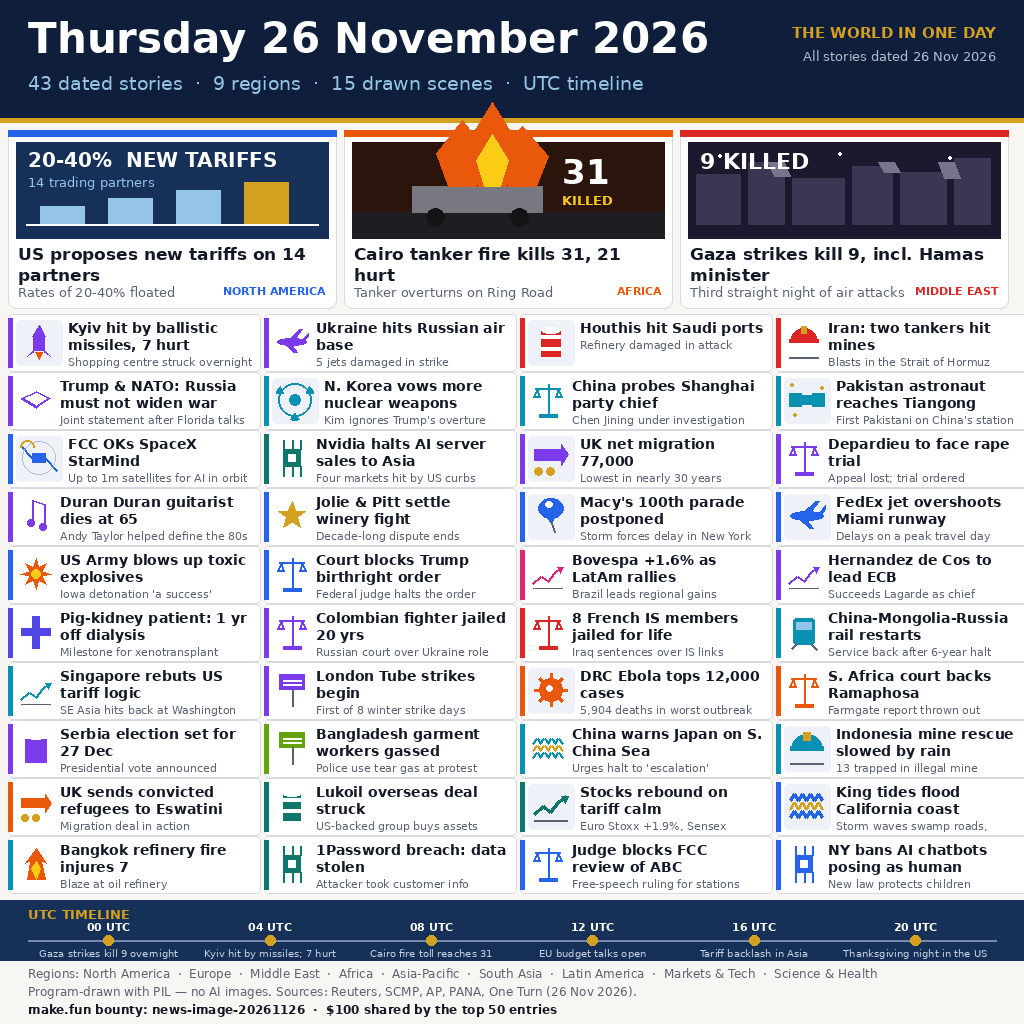 Thursday 26 November 2026
THE WORLD IN ONE DAY
All stories dated 26 Nov 2026
43 dated stories · 9 regions · 15 drawn scenes · UTC timeline
20-40% NEW TARIFFS
14 trading partners
US proposes new tariffs on 14
partners
Rates of 20-40% floated
NORTH AMERICA
31
KILLED
Cairo tanker fire kills 31, 21
hurt
Tanker overturns on Ring Road
AFRICA
9 KILLED
Gaza strikes kill 9, incl. Hamas
minister
Third straight night of air attacks
MIDDLE EAST
Kyiv hit by ballistic
missiles, 7 hurt
Shopping centre struck overnight
Ukraine hits Russian air
base
5 jets damaged in strike
Houthis hit Saudi ports
Refinery damaged in attack
Iran: two tankers hit
mines
Blasts in the Strait of Hormuz
Trump & NATO: Russia
must not widen war
Joint statement after Florida talks
N. Korea vows more
nuclear weapons
Kim ignores Trump's overture
China probes Shanghai
party chief
Chen Jining under investigation
Pakistan astronaut
reaches Tiangong
First Pakistani on China's station
FCC OKs SpaceX
StarMind
Up to 1m satellites for AI in orbit
Nvidia halts AI server
sales to Asia
Four markets hit by US curbs
UK net migration
77,000
Lowest in nearly 30 years
Depardieu to face rape
trial
Appeal lost; trial ordered
Duran Duran guitarist
dies at 65
Andy Taylor helped define the 80s
Jolie & Pitt settle
winery fight
Decade-long dispute ends
Macy's 100th parade
postponed
Storm forces delay in New York
FedEx jet overshoots
Miami runway
Delays on a peak travel day
US Army blows up toxic
explosives
Iowa detonation 'a success'
Court blocks Trump
birthright order
Federal judge halts the order
Bovespa +1.6% as
LatAm rallies
Brazil leads regional gains
Hernandez de Cos to
lead ECB
Succeeds Lagarde as chief
Pig-kidney patient: 1 yr
off dialysis
Milestone for xenotransplant
Colombian fighter jailed
20 yrs
Russian court over Ukraine role
8 French IS members
jailed for life
Iraq sentences over IS links
China-Mongolia-Russia
rail restarts
Service back after 6-year halt
Singapore rebuts US
tariff logic
SE Asia hits back at Washington
London Tube strikes
begin
First of 8 winter strike days
DRC Ebola tops 12,000
cases
5,904 deaths in worst outbreak
S. Africa court backs
Ramaphosa
Farmgate report thrown out
Serbia election set for
27 Dec
Presidential vote announced
Bangladesh garment
workers gassed
Police use tear gas at protest
China warns Japan on S.
China Sea
Urges halt to 'escalation'
Indonesia mine rescue
slowed by rain
13 trapped in illegal mine
UK sends convicted
refugees to Eswatini
Migration deal in action
Lukoil overseas deal
struck
US-backed group buys assets
Stocks rebound on
tariff calm
Euro Stoxx +1.9%, Sensex
King tides flood
California coast
Storm waves swamp roads,
Bangkok refinery fire
injures 7
Blaze at oil refinery
1Password breach: data
stolen
Attacker took customer info
Judge blocks FCC
review of ABC
Free-speech ruling for stations
NY bans AI chatbots
posing as human
New law protects children
UTC TIMELINE
00 UTC
04 UTC
08 UTC
12 UTC
16 UTC
20 UTC
Gaza strikes kill 9 overnight
Kyiv hit by missiles; 7 hurt
Cairo fire toll reaches 31
EU budget talks open
Tariff backlash in Asia
Thanksgiving night in the US
Regions: North America · Europe · Middle East · Africa · Asia-Pacific · South Asia · Latin America · Markets & Tech · Science & Health
Program-drawn with PIL — no AI images. Sources: Reuters, SCMP, AP, PANA, One Turn (26 Nov 2026).
make.fun bounty: news-image-20261126 · $100 shared by the top 50 entries